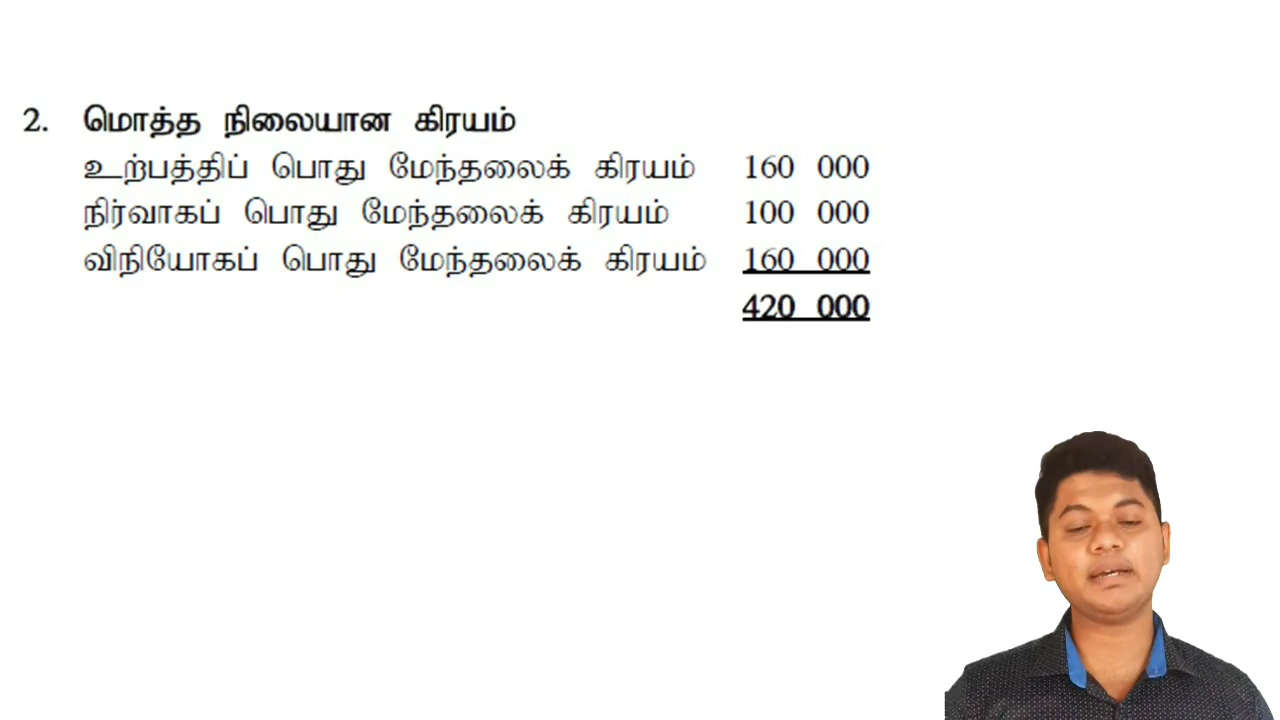 2. மொத்த நிலையான கிரயம்
உற்பத்திப் பொது மேந்தலைக் கிரயம் 160 000
நிர்வாகப் பொது மேந்தலைக் கிரயம் 100 000
விநியோகப் பொது மேந்தலைக் கிரயம் 160 000
420 000